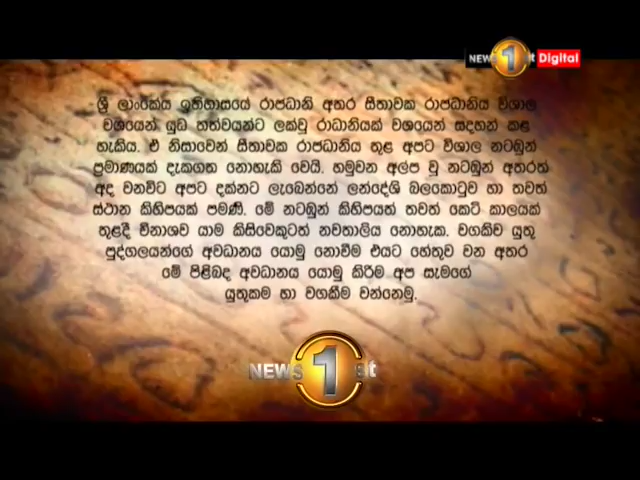 NEWS 1st Digital
ශ්‍රී ලාංකේය ඉතිහාසයේ රාජධානි අතර සීතාවක රාජධානිය විශාල
වශයෙන් යුධ තත්වයන්ට ලක්වූ රාධානියක් වශයෙන් සදහන් කළ
හැකිය. ඒ නිසාවෙන් සීතාවක රාජධානිය තුළ අපට විශාල නටඹුන්
ප්‍රමාණයක් දැකගත නොහැකි වෙයි. හමුවන අල්ප වූ නටඹුන් අතරත්
අද වනවිට අපට දක්නට ලැබෙන්නේ ලන්දේශි බලකොටුව හා තවත්
ස්ථාන කිහිපයක් පමණි. මේ නටඹුන් කිහිපයත් තවත් කෙටි කාලයක්
තුළදී විනාශව යාම කිසිවෙකුටත් නවතාලිය නොහැක. වගකිව යුතු
පුද්ගලයන්ගේ අවධානය යොමු නොවීම එයට හේතුව වන අතර
මේ පිළිබද අවධානය යොමු කිරීම අප සැමගේ
යුතුකම හා වගකීම වන්නෙමු.
NEWS 1st